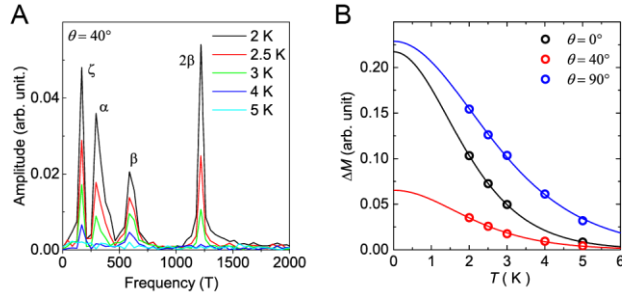 A
θ = 40°
ζ
α
β
2β
2 K
2.5 K
3 K
4 K
5 K
0.04
0.02
0.00
Amplitude (arb. unit.)
0 500 1000 1500 2000
Frequency (T)
B
θ = 0°
θ = 40°
θ = 90°
0.20
0.15
0.10
0.05
0.00
ΔM (arb. unit)
0 1 2 3 4 5 6
T (K)